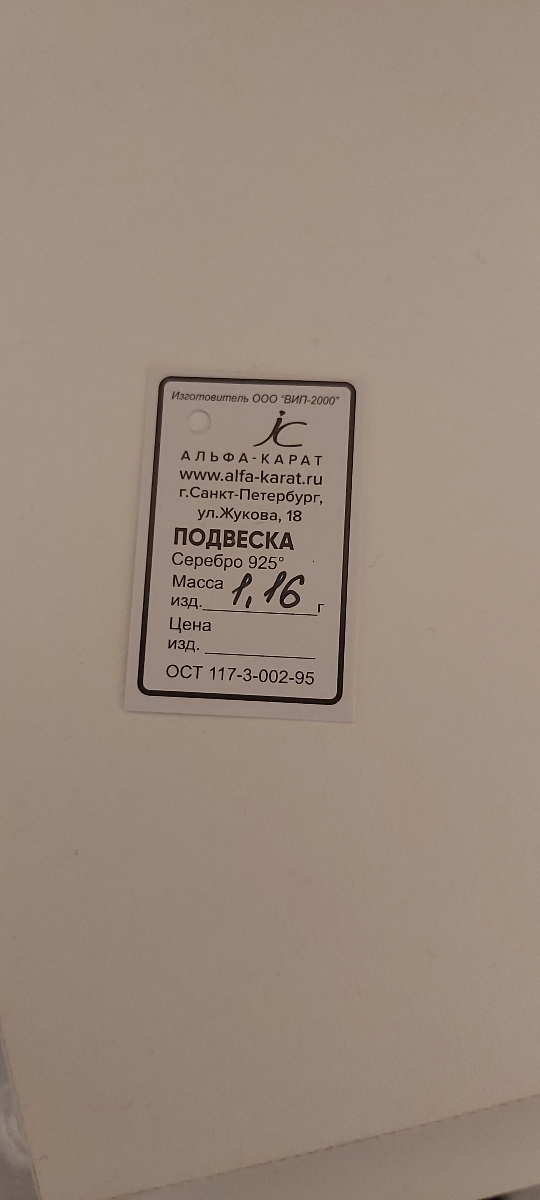 Изготовитель ООО "ВИП-2000"
jc
АЛЬФА-КАРАТ
www.alfa-karat.ru
г.Санкт-Петербург,
ул.Жукова, 18
ПОДВЕСКА
Серебро 925°
Масса
изд. 1,16 г
Цена
изд.
ОСТ 117-3-002-95